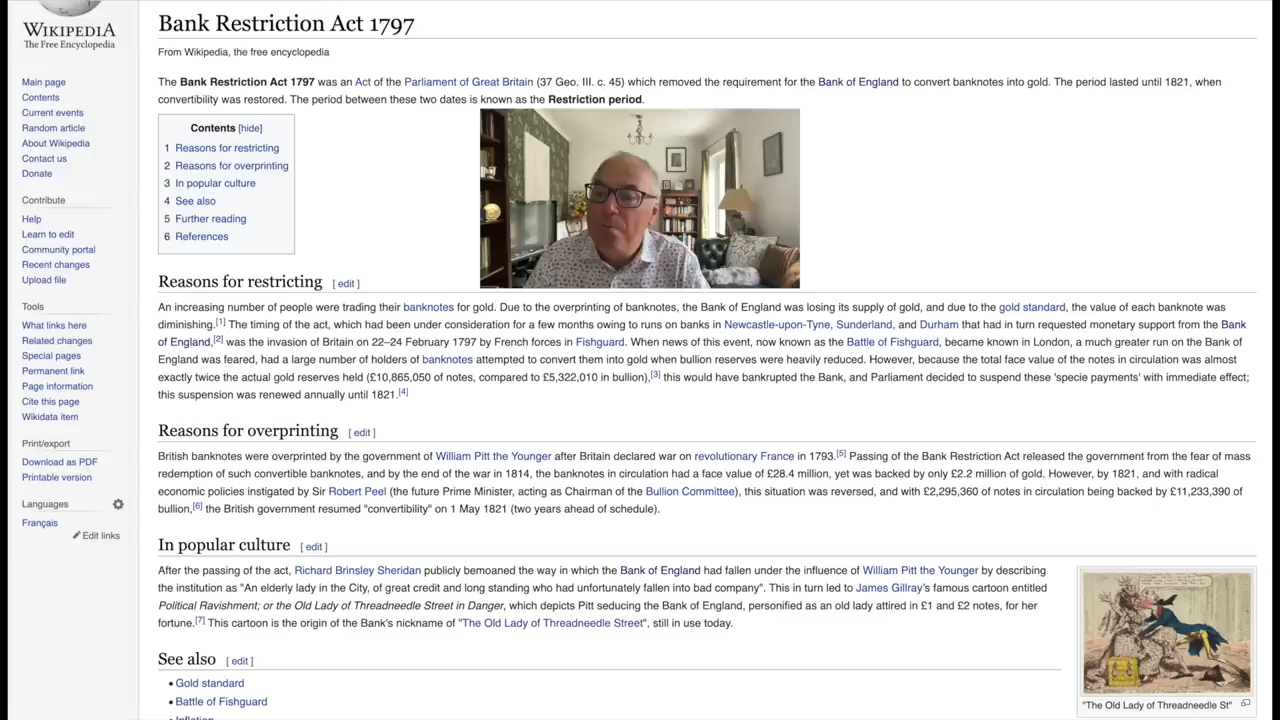 WIKIPEDIA
The Free Encyclopedia
Main page
Contents
Current events
Random article
About Wikipedia
Contact us
Donate
Contribute
Help
Learn to edit
Community portal
Recent changes
Upload file
Tools
What links here
Related changes
Special pages
Permanent link
Page information
Cite this page
Wikidata item
Print/export
Download as PDF
Printable version
Languages
Français
Edit links
Bank Restriction Act 1797
From Wikipedia, the free encyclopedia
The Bank Restriction Act 1797 was an Act of the Parliament of Great Britain (37 Geo. III. c. 45) which removed the requirement for the Bank of England to convert banknotes into gold. The period lasted until 1821, when
convertibility was restored. The period between these two dates is known as the Restriction period.
Contents [hide]
1 Reasons for restricting
2 Reasons for overprinting
3 In popular culture
4 See also
5 Further reading
6 References
Reasons for restricting [ edit ]
An increasing number of people were trading their banknotes for gold. Due to the overprinting of banknotes, the Bank of England was losing its supply of gold, and due to the gold standard, the value of each banknote was
diminishing.[1] The timing of the act, which had been under consideration for a few months owing to runs on banks in Newcastle-upon-Tyne, Sunderland, and Durham that had in turn requested monetary support from the Bank
of England,[2] was the invasion of Britain on 22–24 February 1797 by French forces in Fishguard. When news of this event, now known as the Battle of Fishguard, became known in London, a much greater run on the Bank of
England was feared, had a large number of holders of banknotes attempted to convert them into gold when bullion reserves were heavily reduced. However, because the total face value of the notes in circulation was almost
exactly twice the actual gold reserves held (£10,865,050 of notes, compared to £5,322,010 in bullion),[3] this would have bankrupted the Bank, and Parliament decided to suspend these 'specie payments' with immediate effect;
this suspension was renewed annually until 1821.[4]
Reasons for overprinting [ edit ]
British banknotes were overprinted by the government of William Pitt the Younger after Britain declared war on revolutionary France in 1793.[5] Passing of the Bank Restriction Act released the government from the fear of mass
redemption of such convertible banknotes, and by the end of the war in 1814, the banknotes in circulation had a face value of £28.4 million, yet was backed by only £2.2 million of gold. However, by 1821, and with radical
economic policies instigated by Sir Robert Peel (the future Prime Minister, acting as Chairman of the Bullion Committee), this situation was reversed, and with £2,295,360 of notes in circulation being backed by £11,233,390 of
bullion,[6] the British government resumed "convertibility" on 1 May 1821 (two years ahead of schedule).
In popular culture [ edit ]
After the passing of the act, Richard Brinsley Sheridan publicly bemoaned the way in which the Bank of England had fallen under the influence of William Pitt the Younger by describing
the institution as "An elderly lady in the City, of great credit and long standing who had unfortunately fallen into bad company". This in turn led to James Gillray's famous cartoon entitled
Political Ravishment; or the Old Lady of Threadneedle Street in Danger, which depicts Pitt seducing the Bank of England, personified as an old lady attired in £1 and £2 notes, for her
fortune.[7] This cartoon is the origin of the Bank's nickname of "The Old Lady of Threadneedle Street", still in use today.
"The Old Lady of Threadneedle St"
See also [ edit ]
• Gold standard
• Battle of Fishguard